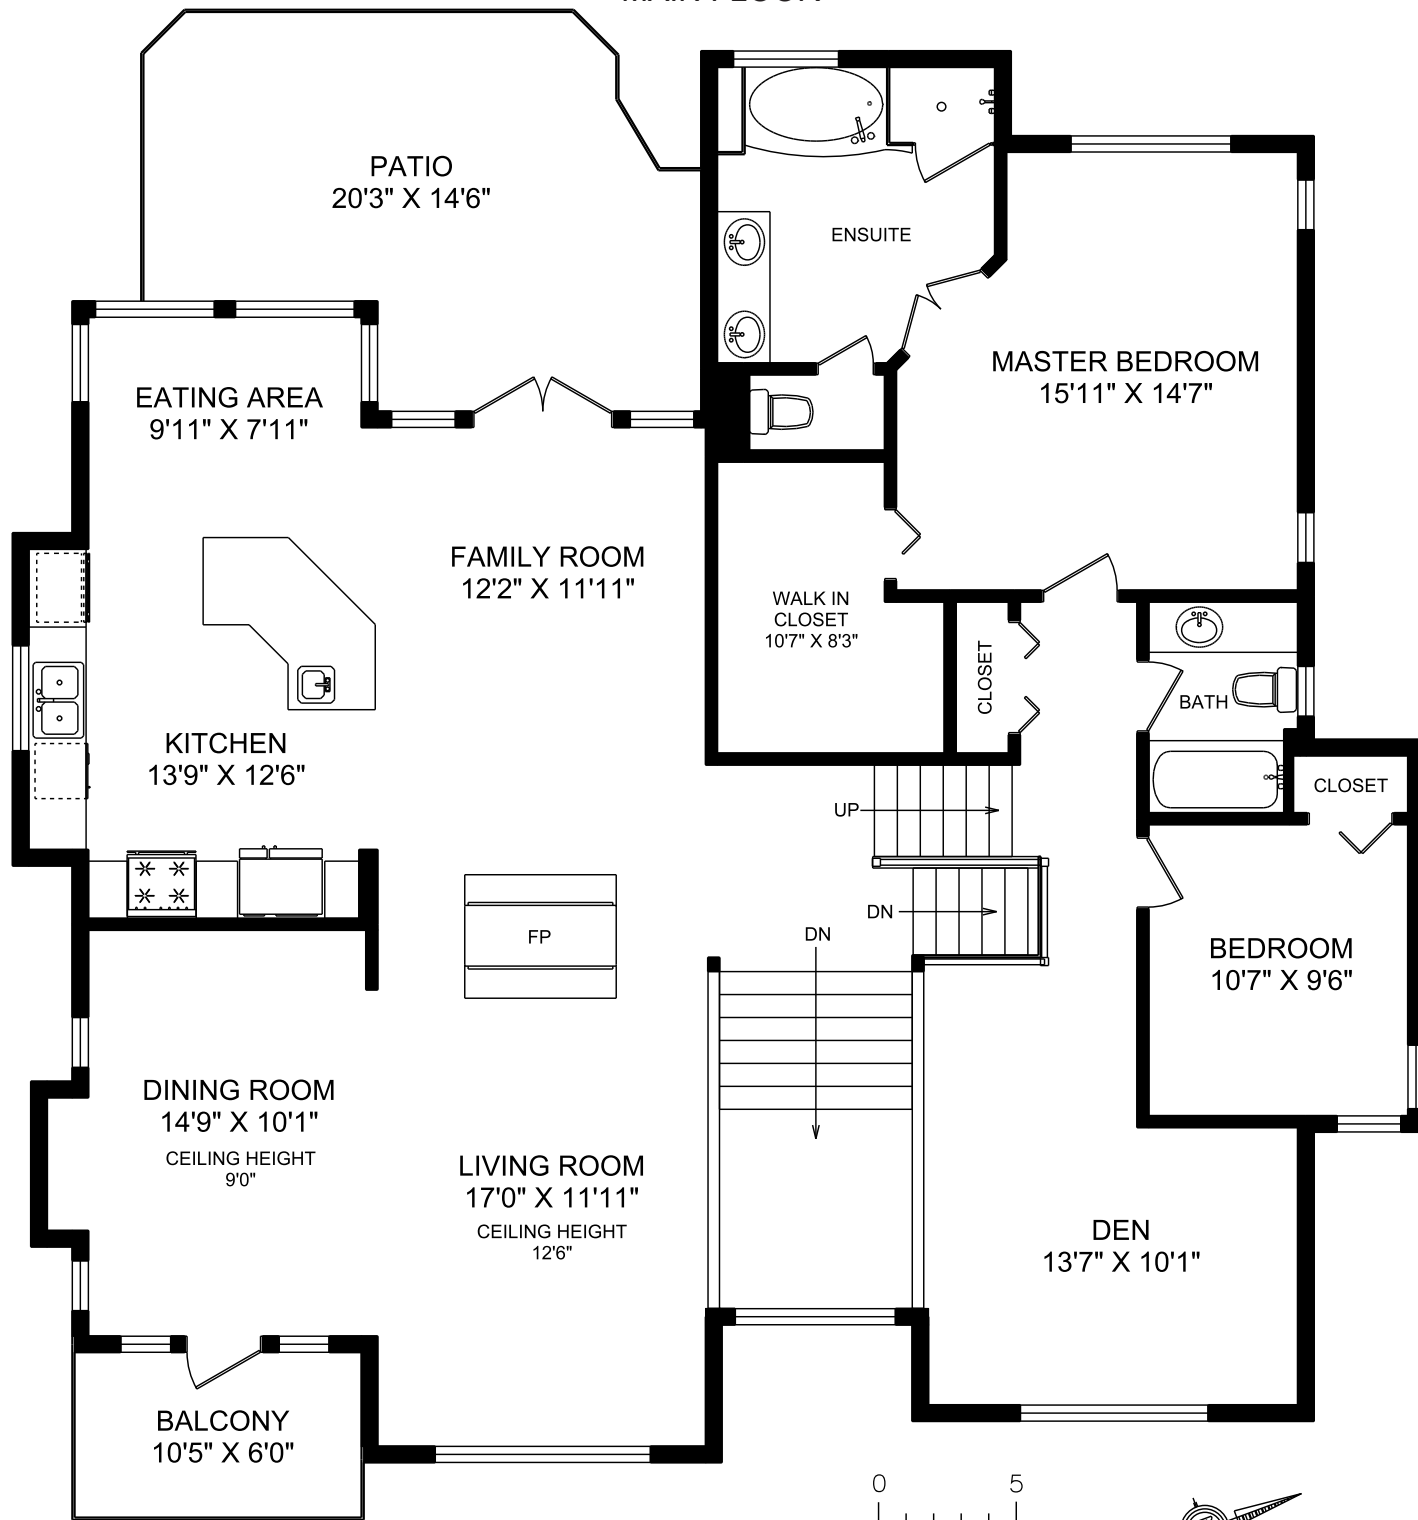 MAIN FLOOR
PATIO
20'3" X 14'6"
ENSUITE
MASTER BEDROOM
15'11" X 14'7"
EATING AREA
9'11" X 7'11"
FAMILY ROOM
12'2" X 11'11"
WALK IN
CLOSET
10'7" X 8'3"
CLOSET
BATH
KITCHEN
13'9" X 12'6"
CLOSET
UP
DN
DN
FP
BEDROOM
10'7" X 9'6"
DINING ROOM
14'9" X 10'1"
CEILING HEIGHT
9'0"
LIVING ROOM
17'0" X 11'11"
CEILING HEIGHT
12'6"
DEN
13'7" X 10'1"
BALCONY
10'5" X 6'0"
0 5